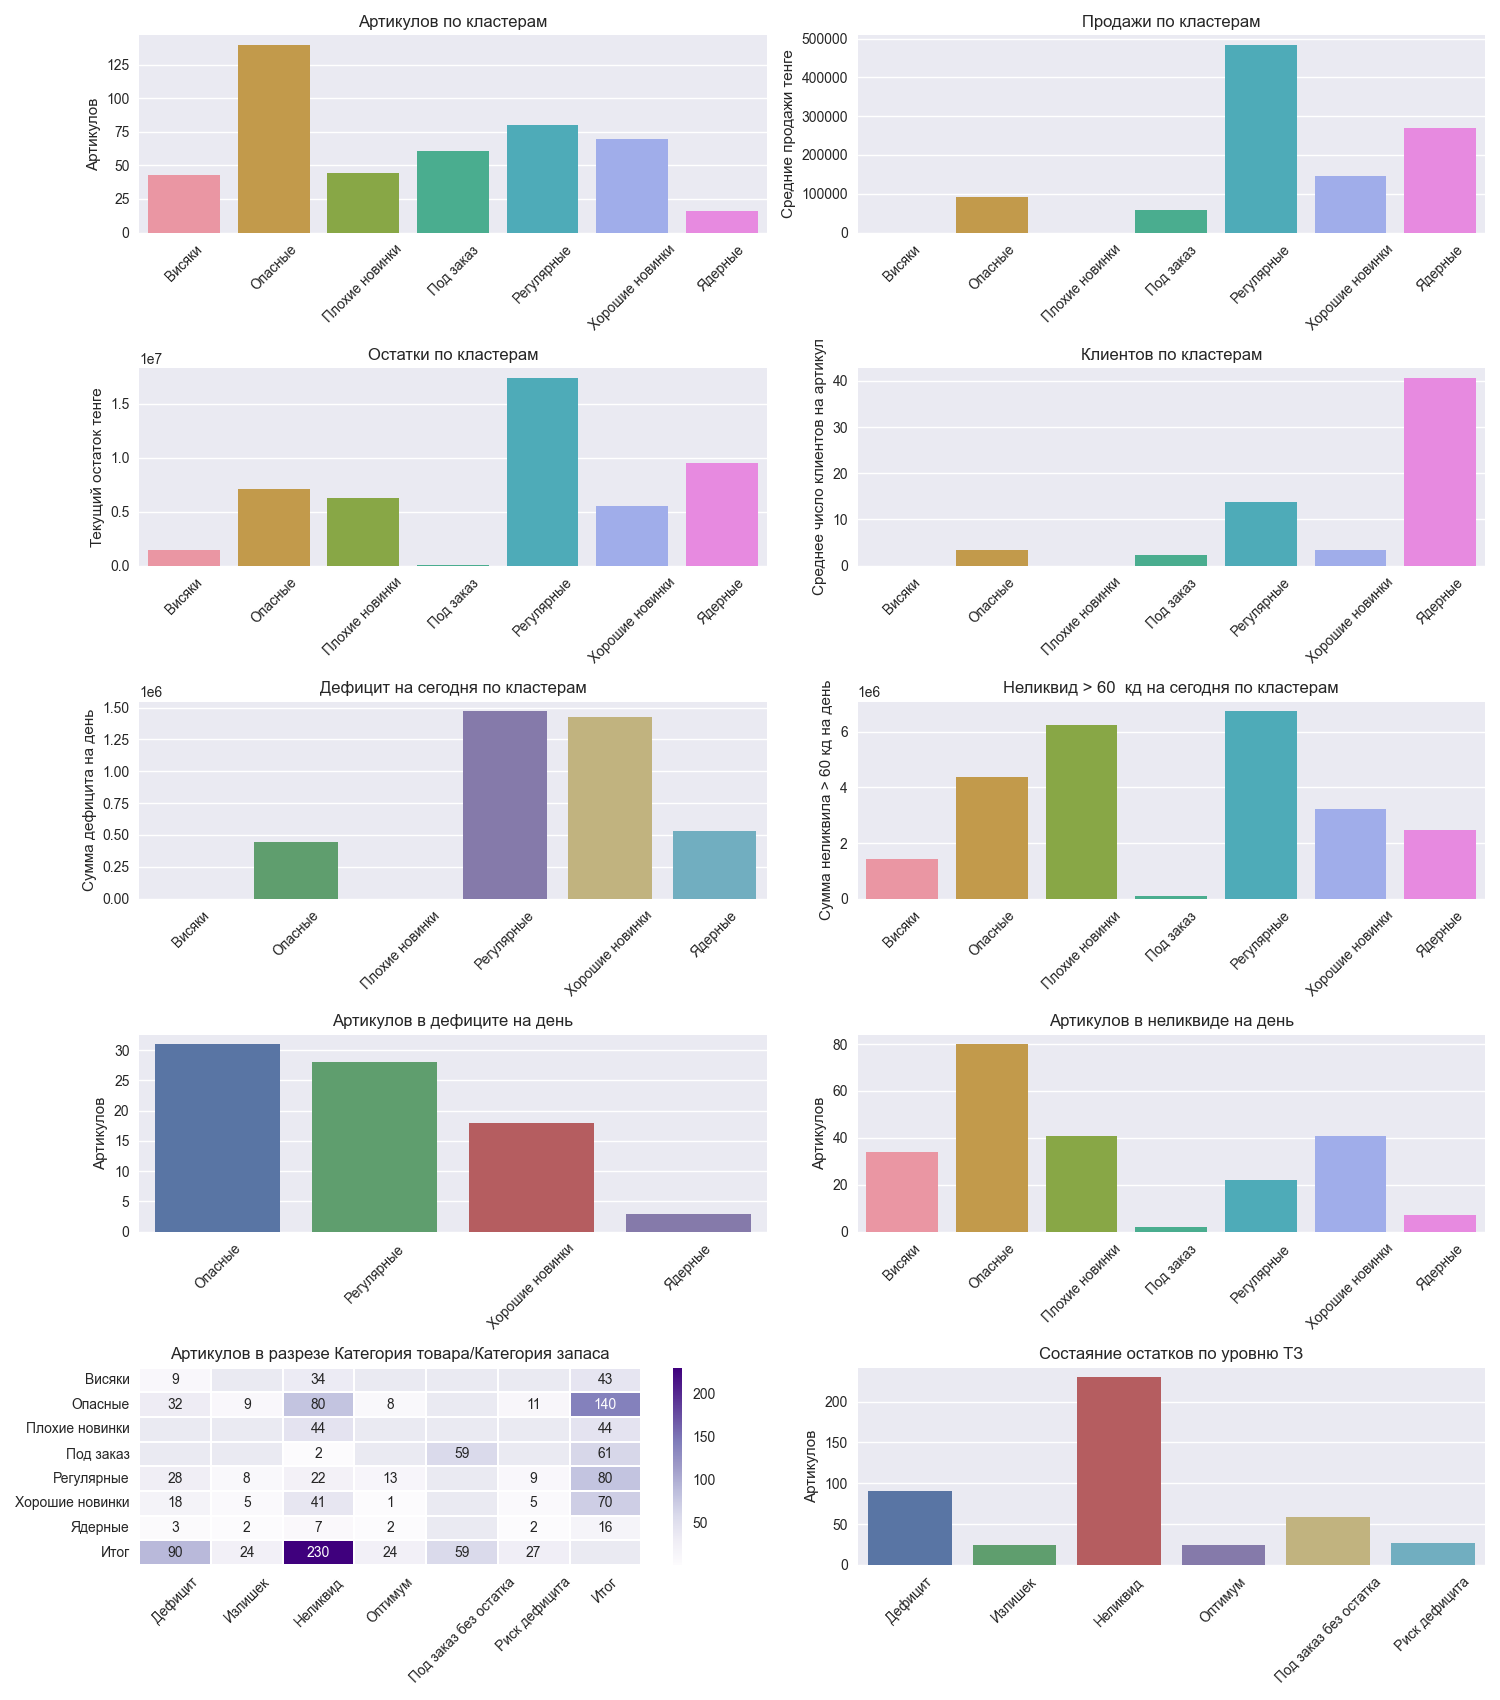 Артикулов по кластерам
Артикулов
125
100
75
50
25
0
Висяки
Опасные
Плохие новинки
Под заказ
Регулярные
Хорошие новинки
Ядерные
Продажи по кластерам
Средние продажи тенге
500000
400000
300000
200000
100000
0
Висяки
Опасные
Плохие новинки
Под заказ
Регулярные
Хорошие новинки
Ядерные
Остатки по кластерам
1e7
Текущий остаток тенге
1.5
1.0
0.5
0.0
Висяки
Опасные
Плохие новинки
Под заказ
Регулярные
Хорошие новинки
Ядерные
Клиентов по кластерам
Среднее число клиентов на артикул
40
30
20
10
0
Висяки
Опасные
Плохие новинки
Под заказ
Регулярные
Хорошие новинки
Ядерные
Дефицит на сегодня по кластерам
1e6
Сумма дефицита на день
1.50
1.25
1.00
0.75
0.50
0.25
0.00
Висяки
Опасные
Плохие новинки
Регулярные
Хорошие новинки
Ядерные
Неликвид > 60 кд на сегодня по кластерам
1e6
Сумма неликвила > 60 кд на день
6
4
2
0
Висяки
Опасные
Плохие новинки
Под заказ
Регулярные
Хорошие новинки
Ядерные
Артикулов в дефиците на день
Артикулов
30
25
20
15
10
5
0
Опасные
Регулярные
Хорошие новинки
Ядерные
Артикулов в неликвиде на день
Артикулов
80
60
40
20
0
Висяки
Опасные
Плохие новинки
Под заказ
Регулярные
Хорошие новинки
Ядерные
Артикулов в разрезе Категория товара/Категория запаса
Висяки 9 34 43
Опасные 32 9 80 8 11 140
Плохие новинки 44 44
Под заказ 2 59 61
Регулярные 28 8 22 13 9 80
Хорошие новинки 18 5 41 1 5 70
Ядерные 3 2 7 2 2 16
Итог 90 24 230 24 59 27
Дефицит
Излишек
Неликвид
Оптимум
Под заказ без остатка
Риск дефицита
Итог
200
150
100
50
Состаяние остатков по уровню ТЗ
Артикулов
200
150
100
50
0
Дефицит
Излишек
Неликвид
Оптимум
Под заказ без остатка
Риск дефицита